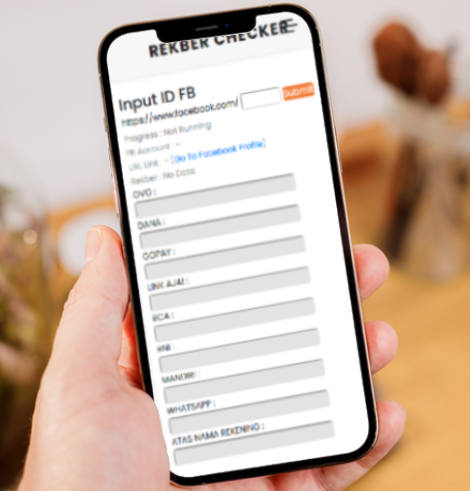 REKBER CHECKER
Input ID FB
https://www.facebook.com/ Submit
Progress : Not Running
FB Account : -
URL Link : - [Go To Facebook Profile]
Rekber : No Data
OVO :
DANA :
GOPAY :
LINK AJAI :
BCA :
BNI :
MANDIRI :
WHATSAPP :
ATAS NAMA REKENING :